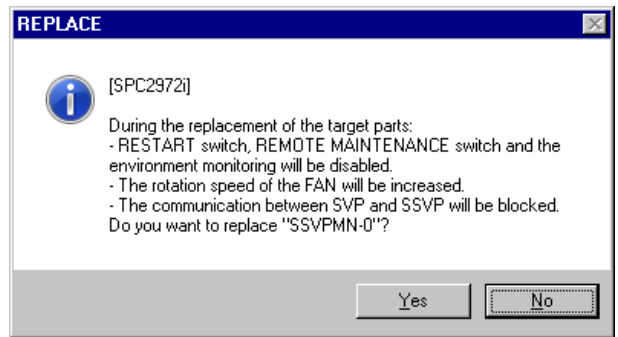 REPLACE
[SPC2972i]
During the replacement of the target parts:
- RESTART switch, REMOTE MAINTENANCE switch and the
environment monitoring will be disabled.
- The rotation speed of the FAN will be increased.
- The communication between SVP and SSVP will be blocked.
Do you want to replace "SSVPMN-0"?
Yes No